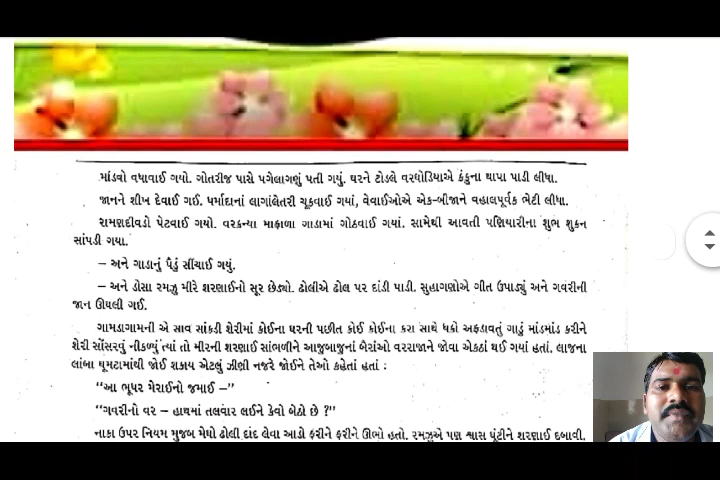 માંડવો વધાવાઈ ગયો. ગોતરીજ પાસે પગેલાગણું પતી ગયું. ઘરને ટોડલે વરઘોડિયાએ કંકુના થાપા પાડી લીધા.
જાનને શીખ દેવાઈ ગઈ. ધર્માદાનાં લાગાંલેતરી ચૂકવાઈ ગયાં, વેવાઈઓએ એક-બીજાને વહાલપૂર્વક ભેટી લીધા.
રામણદીવડો પેટવાઈ ગયો. વરકન્યા માફાળા ગાડામાં ગોઠવાઈ ગયાં. સામેથી આવતી પણિયારીના શુભ શુકન
સાંપડી ગયા.
– અને ગાડાનું પૈડું સીંચાઈ ગયું.
– અને ડોસા રમઝુ મીરે શરણાઈનો સૂર છેડ્યો. ઢોલીએ ઢોલ પર દાંડી પાડી. સુહાગણોએ ગીત ઉપાડ્યું અને ગવરીની
જાન ઊઘલી ગઈ.
ગામડાગામની એ સાવ સાંકડી શેરીમાં કોઈના ઘરની પછીત કોઈ કોઈના કરા સાથે ધકો અફડાવતું ગાડું માંડમાંડ કરીને
શેરી સોંસરવું નીકળ્યું ત્યાં તો મીરની શરણાઈ સાંભળીને આજુબાજુનાં બૈરાંઓ વરરાજાને જોવા એકઠાં થઈ ગયાં હતાં. લાજના
લાંબા ઘૂમટામાંથી જોઈ શકાય એટલું ઝીણી નજરે જોઈને તેઓ કહેતાં હતાં :
“આ ભૂધર મેરાઈનો જમાઈ –”
“ગવરીનો વર – હાથમાં તલવાર લઈને કેવો બેઠો છે ?”
નાકા ઉપર નિયમ મુજબ મેઘો ઢોલી દાંદ લેવા આડો ફરીને ફરીને ઊભો હતો. રમઝુએ પણ શ્વાસ ઘૂંટીને શરણાઈ દબાવી.